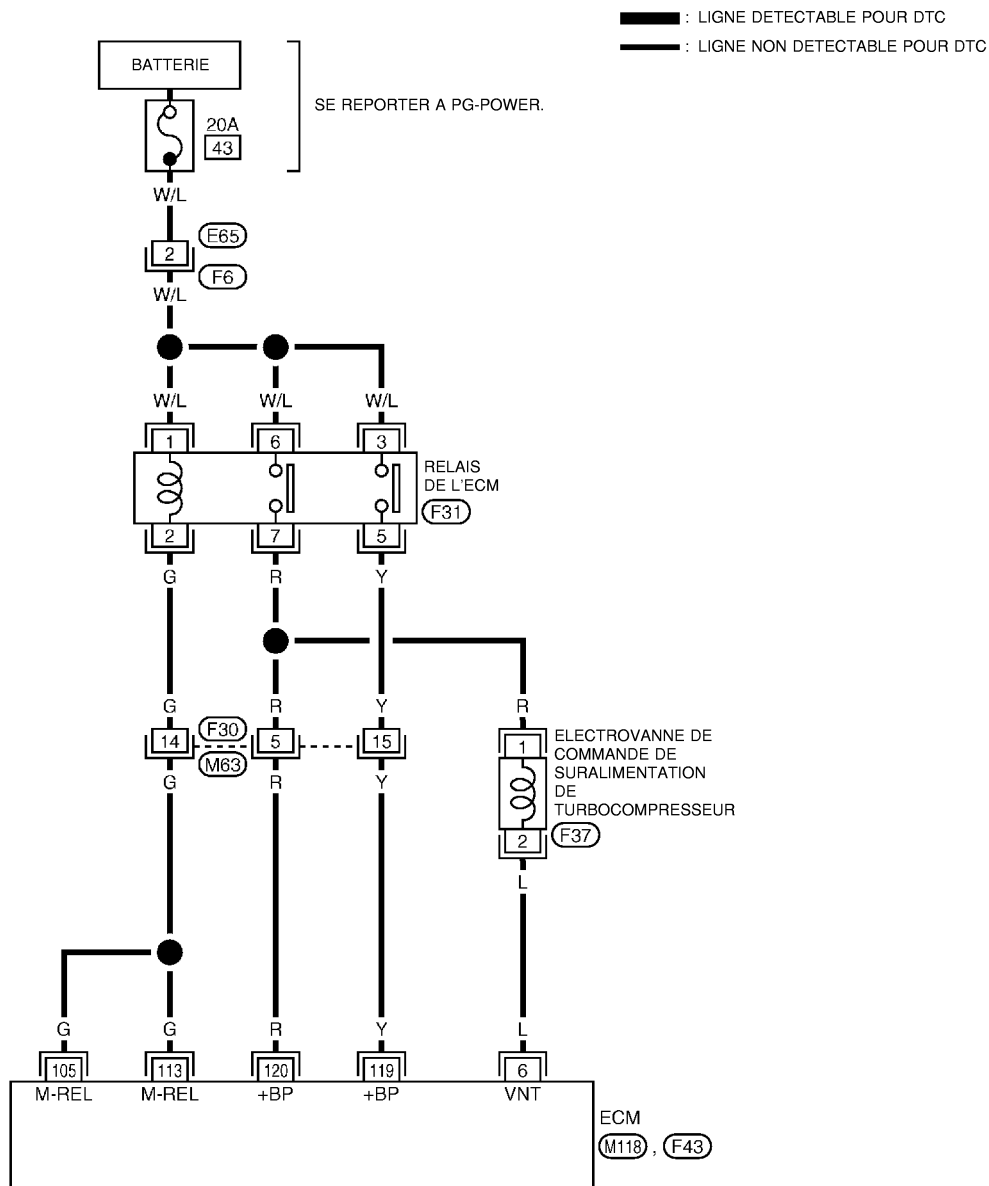 : LIGNE DETECTABLE POUR DTC
: LIGNE NON DETECTABLE POUR DTC
BATTERIE
SE REPORTER A PG-POWER.
20A
43
W/L
E65
2
F6
W/L
W/L W/L W/L
1 6 3
RELAIS
DE L'ECM
F31
2 7 5
G R Y
G R Y R
F30
14 5 15
M63
G R Y
1
ELECTROVANNE DE
COMMANDE DE
SURALIMENTATION
DE
TURBOCOMPRESSEUR
2
F37
L
G G R Y L
105 113 120 119 6
M-REL M-REL +BP +BP VNT
ECM
M118 , F43